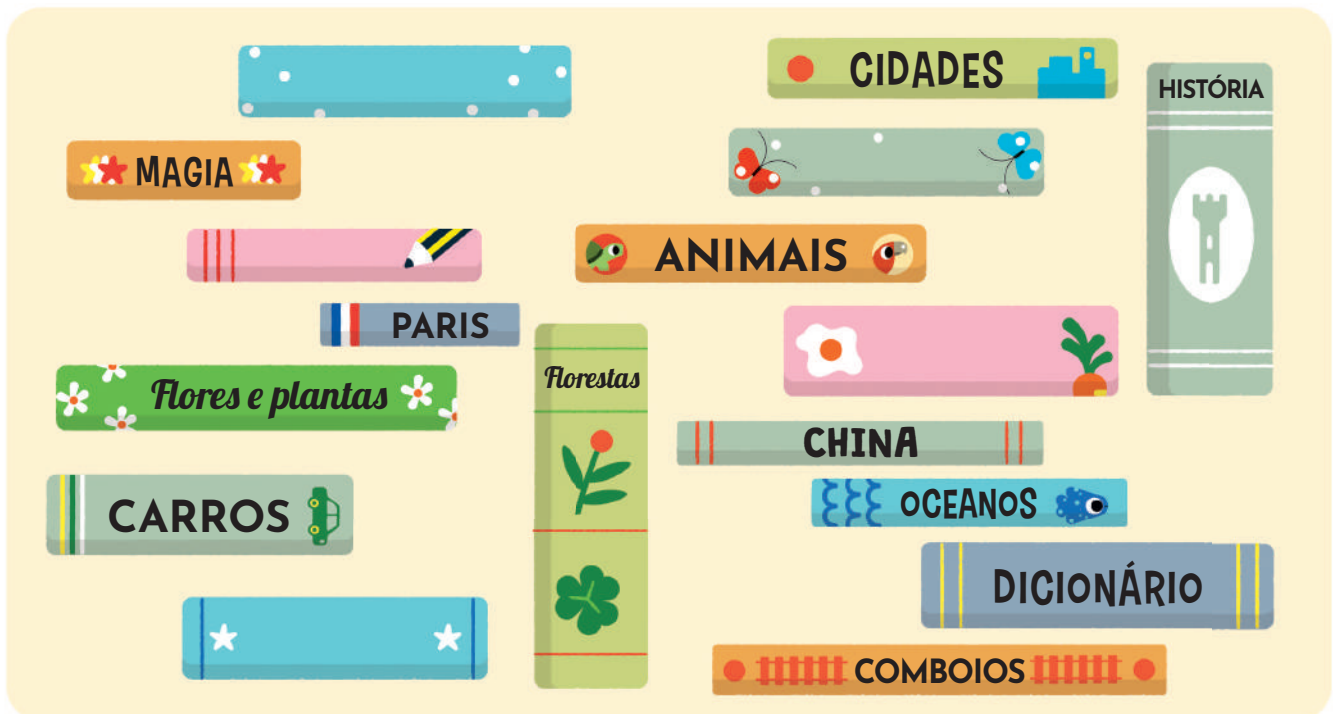 CIDADES
HISTÓRIA
MAGIA
ANIMAIS
PARIS
Florestas
Flores e plantas
CHINA
CARROS
OCEANOS
DICIONÁRIO
COMBOIOS